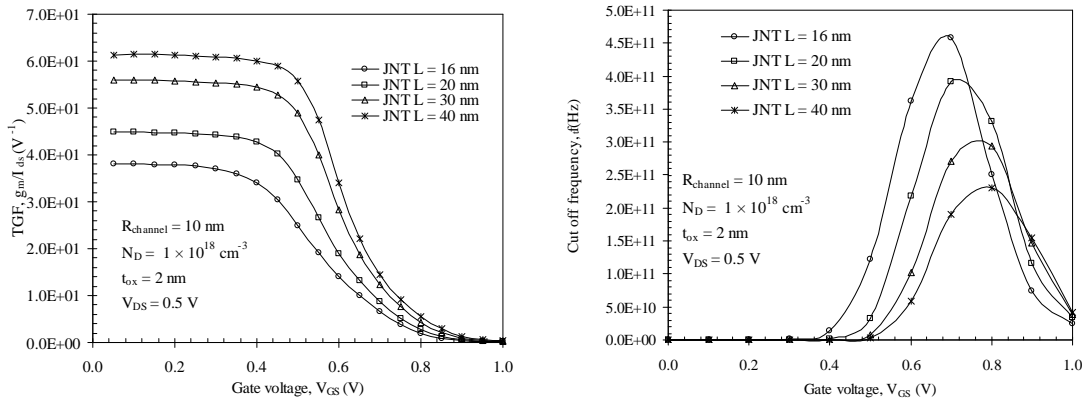 7.0E+01
6.0E+01
5.0E+01
4.0E+01
3.0E+01
2.0E+01
1.0E+01
0.0E+00
TGF, gm/Ids (V⁻¹)
JNT L = 16 nm
JNT L = 20 nm
JNT L = 30 nm
JNT L = 40 nm
Rchannel = 10 nm
ND = 1 × 10¹⁸ cm⁻³
tox = 2 nm
VDS = 0.5 V
0.0 0.2 0.4 0.6 0.8 1.0
Gate voltage, VGS (V)
5.0E+11
4.5E+11
4.0E+11
3.5E+11
3.0E+11
2.5E+11
2.0E+11
1.5E+11
1.0E+11
5.0E+10
0.0E+00
Cut off frequency, (Hz)
JNT L = 16 nm
JNT L = 20 nm
JNT L = 30 nm
JNT L = 40 nm
Rchannel = 10 nm
ND = 1 × 10¹⁸ cm⁻³
tox = 2 nm
VDS = 0.5 V
0.0 0.2 0.4 0.6 0.8 1.0
Gate voltage, VGS (V)